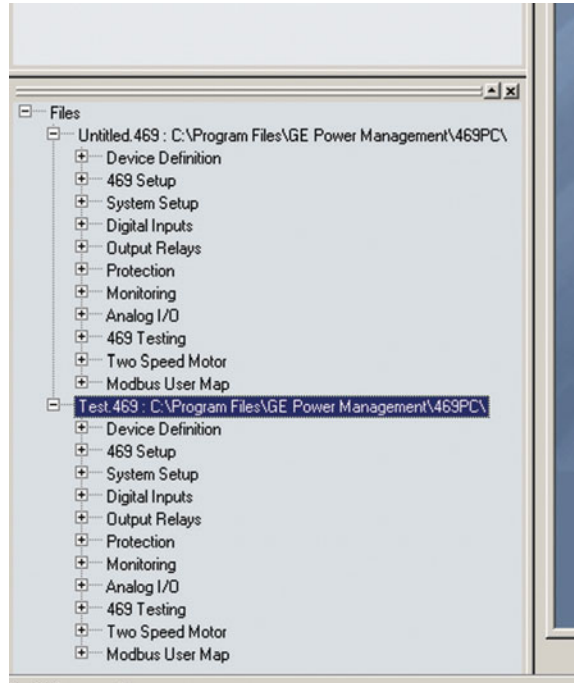 Files
Untitled.469 : C:\Program Files\GE Power Management\469PC\
Device Definition
469 Setup
System Setup
Digital Inputs
Output Relays
Protection
Monitoring
Analog I/O
469 Testing
Two Speed Motor
Modbus User Map
Test.469 : C:\Program Files\GE Power Management\469PC\
Device Definition
469 Setup
System Setup
Digital Inputs
Output Relays
Protection
Monitoring
Analog I/O
469 Testing
Two Speed Motor
Modbus User Map